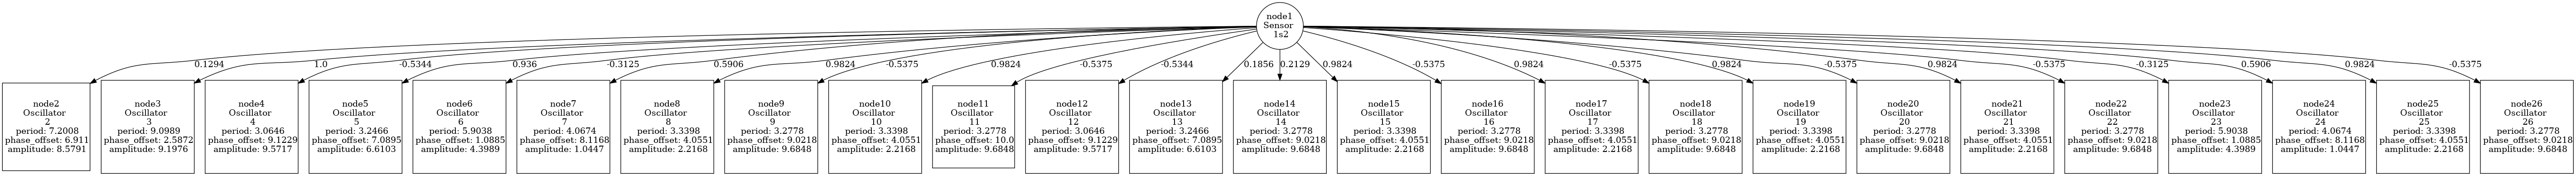 node1
Sensor
1s2
0.1294
1.0
-0.5344
0.936
-0.3125
0.5906
0.9824
-0.5375
0.9824
-0.5375
-0.5344
0.1856
0.2129
0.9824
-0.5375
0.9824
-0.5375
0.9824
-0.5375
0.9824
-0.5375
-0.3125
0.5906
0.9824
-0.5375
node2
Oscillator
2
period: 7.2008
phase_offset: 6.911
amplitude: 8.5791
node3
Oscillator
3
period: 9.0989
phase_offset: 2.5872
amplitude: 9.1976
node4
Oscillator
4
period: 3.0646
phase_offset: 9.1229
amplitude: 9.5717
node5
Oscillator
5
period: 3.2466
phase_offset: 7.0895
amplitude: 6.6103
node6
Oscillator
6
period: 5.9038
phase_offset: 1.0885
amplitude: 4.3989
node7
Oscillator
7
period: 4.0674
phase_offset: 8.1168
amplitude: 1.0447
node8
Oscillator
8
period: 3.3398
phase_offset: 4.0551
amplitude: 2.2168
node9
Oscillator
9
period: 3.2778
phase_offset: 9.0218
amplitude: 9.6848
node10
Oscillator
10
period: 3.3398
phase_offset: 4.0551
amplitude: 2.2168
node11
Oscillator
11
period: 3.2778
phase_offset: 10.0
amplitude: 9.6848
node12
Oscillator
12
period: 3.0646
phase_offset: 9.1229
amplitude: 9.5717
node13
Oscillator
13
period: 3.2466
phase_offset: 7.0895
amplitude: 6.6103
node14
Oscillator
14
period: 3.2778
phase_offset: 9.0218
amplitude: 9.6848
node15
Oscillator
15
period: 3.3398
phase_offset: 4.0551
amplitude: 2.2168
node16
Oscillator
16
period: 3.2778
phase_offset: 9.0218
amplitude: 9.6848
node17
Oscillator
17
period: 3.3398
phase_offset: 4.0551
amplitude: 2.2168
node18
Oscillator
18
period: 3.2778
phase_offset: 9.0218
amplitude: 9.6848
node19
Oscillator
19
period: 3.3398
phase_offset: 4.0551
amplitude: 2.2168
node20
Oscillator
20
period: 3.2778
phase_offset: 9.0218
amplitude: 9.6848
node21
Oscillator
21
period: 3.3398
phase_offset: 4.0551
amplitude: 2.2168
node22
Oscillator
22
period: 3.2778
phase_offset: 9.0218
amplitude: 9.6848
node23
Oscillator
23
period: 5.9038
phase_offset: 1.0885
amplitude: 4.3989
node24
Oscillator
24
period: 4.0674
phase_offset: 8.1168
amplitude: 1.0447
node25
Oscillator
25
period: 3.3398
phase_offset: 4.0551
amplitude: 2.2168
node26
Oscillator
26
period: 3.2778
phase_offset: 9.0218
amplitude: 9.6848